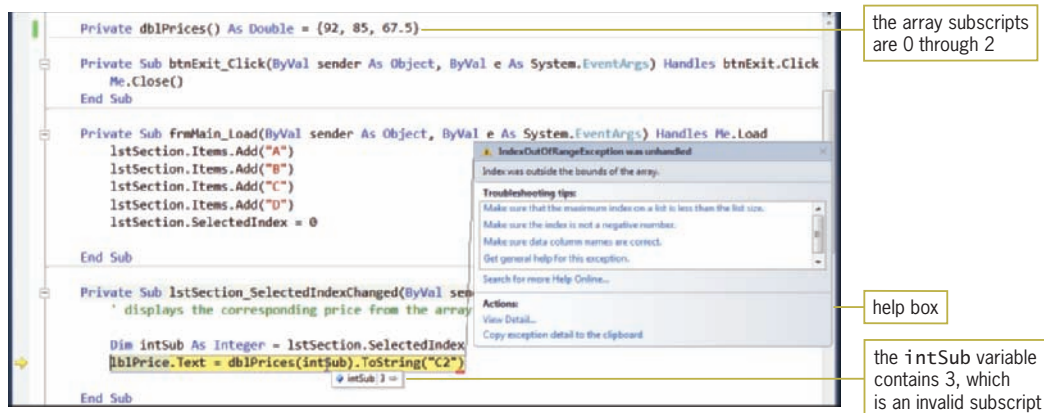 Private dblPrices() As Double = {92, 85, 67.5}
the array subscripts
are 0 through 2
Private Sub btnExit_Click(ByVal sender As Object, ByVal e As System.EventArgs) Handles btnExit.Click
Me.Close()
End Sub
Private Sub frmMain_Load(ByVal sender As Object, ByVal e As System.EventArgs) Handles Me.Load
lstSection.Items.Add("A")
lstSection.Items.Add("B")
lstSection.Items.Add("C")
lstSection.Items.Add("D")
lstSection.SelectedIndex = 0
End Sub
IndexOutOfRangeException was unhandled
Index was outside the bounds of the array.
Troubleshooting tips:
Make sure that the maximum index on a list is less than the list size.
Make sure the index is not a negative number.
Make sure data column names are correct.
Get general help for this exception.
Search for more Help Online...
Actions:
View Detail...
Copy exception detail to the clipboard
help box
Private Sub lstSection_SelectedIndexChanged(ByVal sen
' displays the corresponding price from the array
Dim intSub As Integer = lstSection.SelectedIndex
lblPrice.Text = dblPrices(intSub).ToString("C2")
intSub 3
End Sub
the intSub variable
contains 3, which
is an invalid subscript